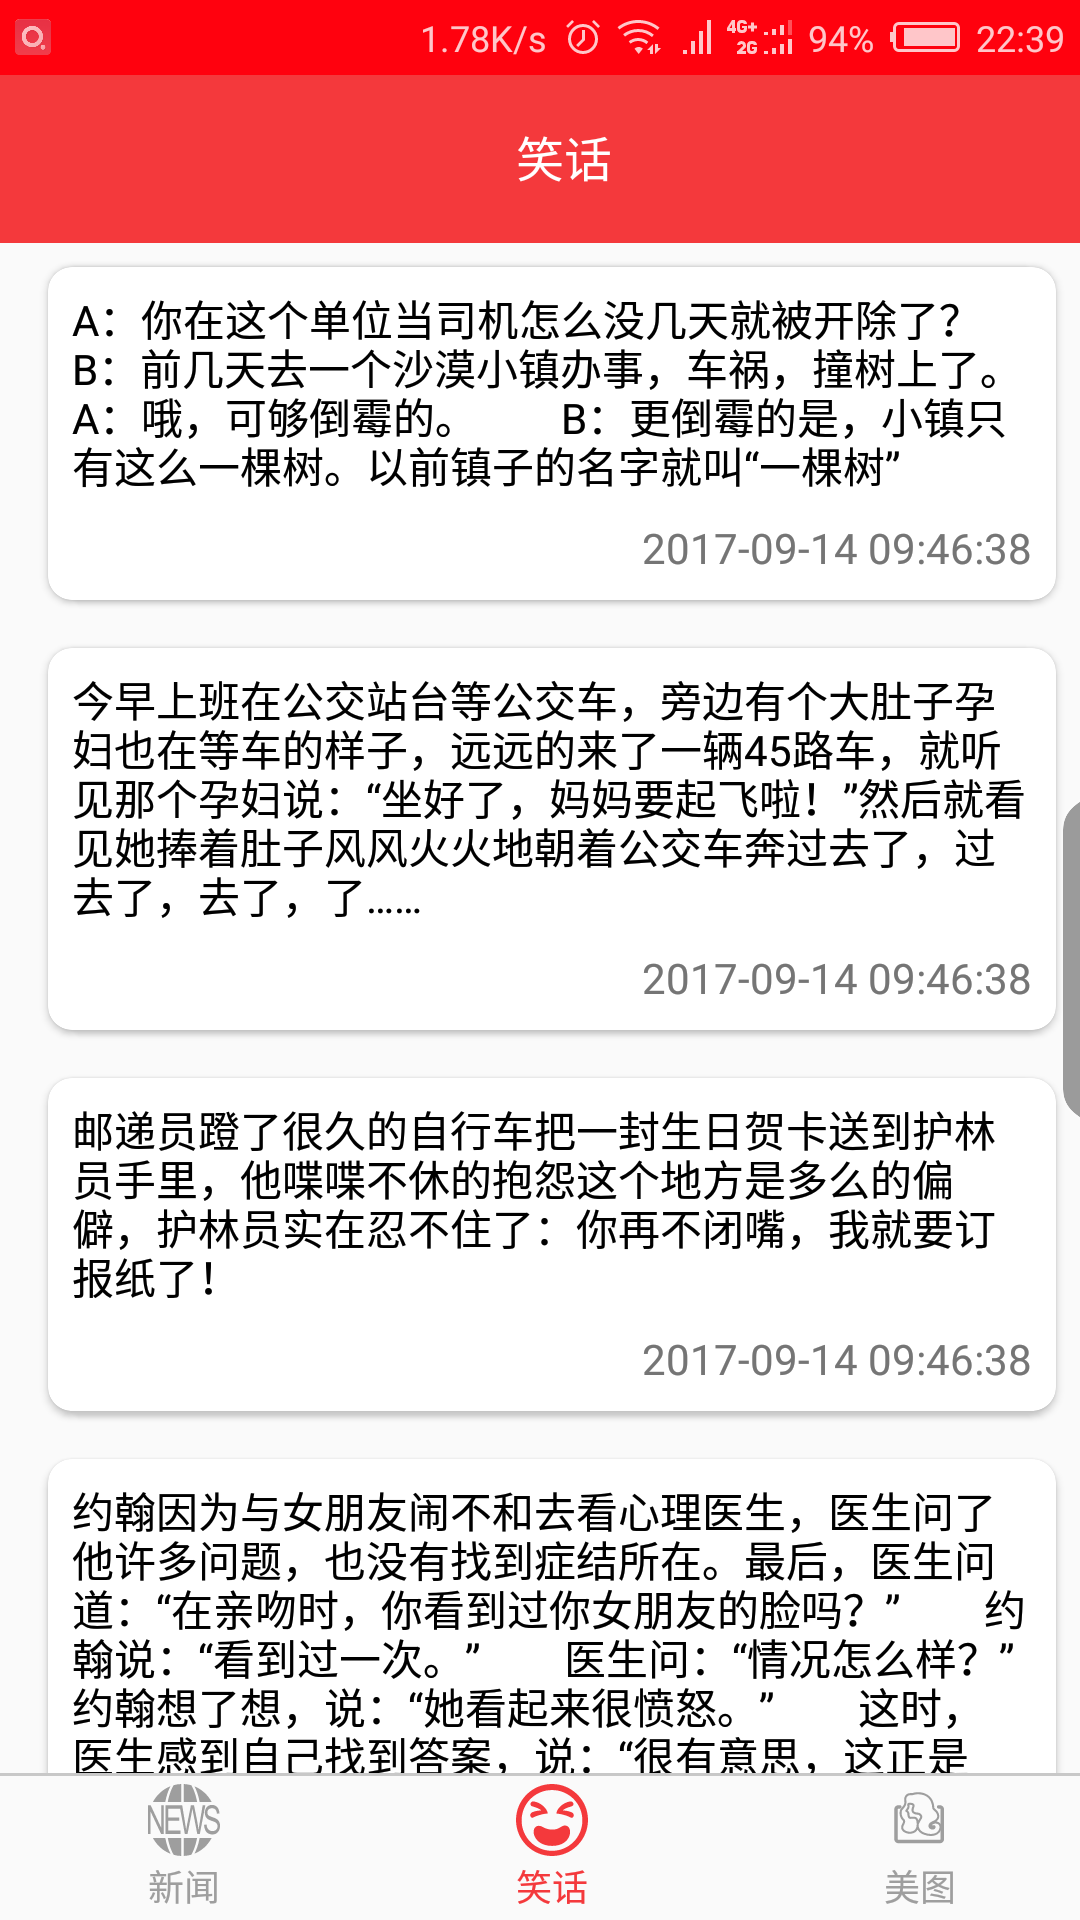 1.78K/s 4G+ 2G 94% 22:39
笑话
A：你在这个单位当司机怎么没几天就被开除了？
B：前几天去一个沙漠小镇办事，车祸，撞树上了。
A：哦，可够倒霉的。 B：更倒霉的是，小镇只
有这么一棵树。以前镇子的名字就叫“一棵树”
2017-09-14 09:46:38
今早上班在公交站台等公交车，旁边有个大肚子孕
妇也在等车的样子，远远的来了一辆45路车，就听
见那个孕妇说：“坐好了，妈妈要起飞啦！”然后就看
见她捧着肚子风风火火地朝着公交车奔过去了，过
去了，去了，了……
2017-09-14 09:46:38
邮递员蹬了很久的自行车把一封生日贺卡送到护林
员手里，他喋喋不休的抱怨这个地方是多么的偏
僻，护林员实在忍不住了：你再不闭嘴，我就要订
报纸了！
2017-09-14 09:46:38
约翰因为与女朋友闹不和去看心理医生，医生问了
他许多问题，也没有找到症结所在。最后，医生问
道：“在亲吻时，你看到过你女朋友的脸吗？” 约
翰说：“看到过一次。” 医生问：“情况怎么样？”
约翰想了想，说：“她看起来很愤怒。” 这时，
医生感到自己找到答案，说：“很有意思，这正是
NEWS
新闻
笑话
美图